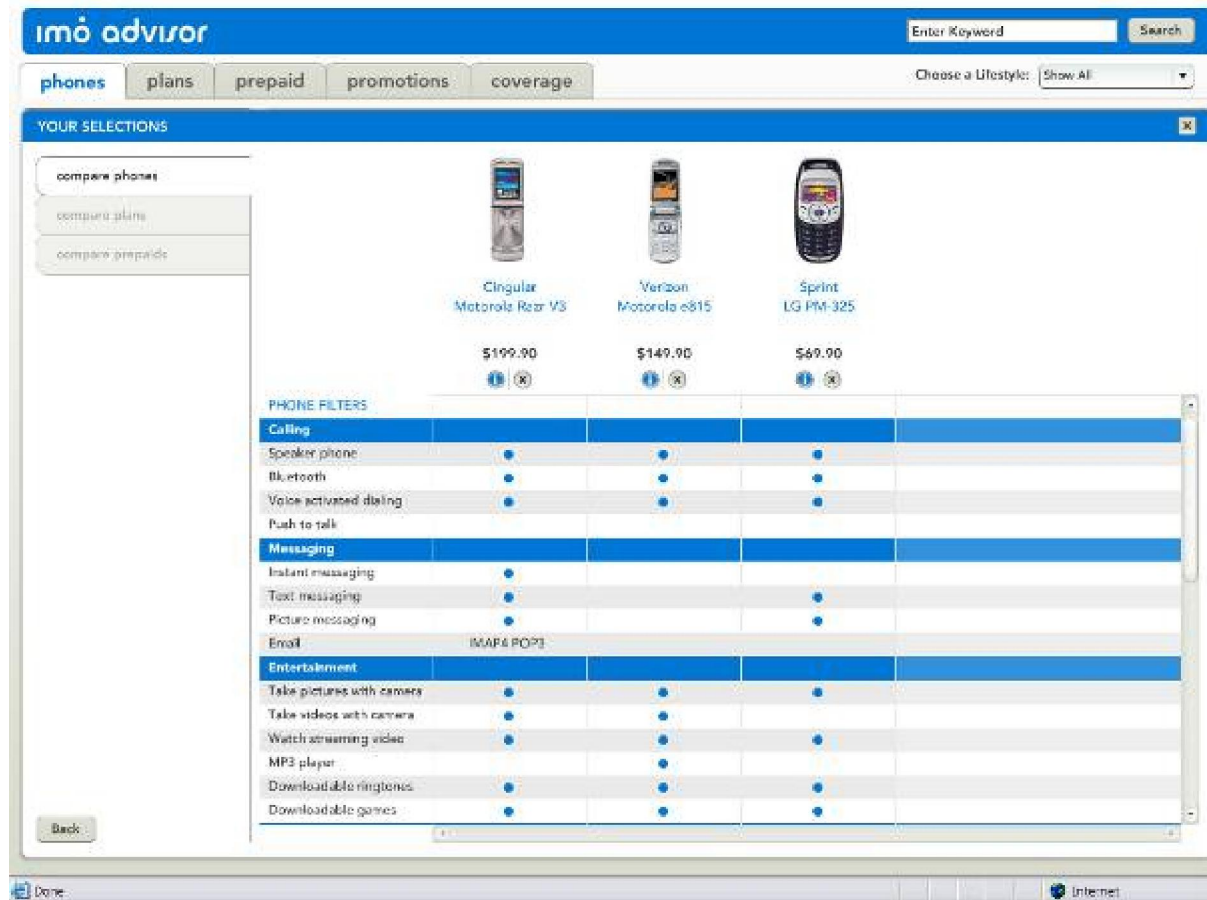 imo advisor
Enter Keyword
Search
phones plans prepaid promotions coverage
Choose a Lifestyle: Show All
YOUR SELECTIONS
compare phones
compare plans
compare prepaids
Cingular
Motorola Razr V3
Verizon
Motorola e815
Sprint
LG PM-325
$199.90 $149.90 $69.90
PHONE FILTERS
Calling
Speaker phone
Bluetooth
Voice activated dialing
Push to talk
Messaging
Instant messaging
Text messaging
Picture messaging
Email IMAP4 POP3
Entertainment
Take pictures with camera
Take videos with camera
Watch streaming video
MP3 player
Downloadable ringtones
Downloadable games
Back
Done
Internet